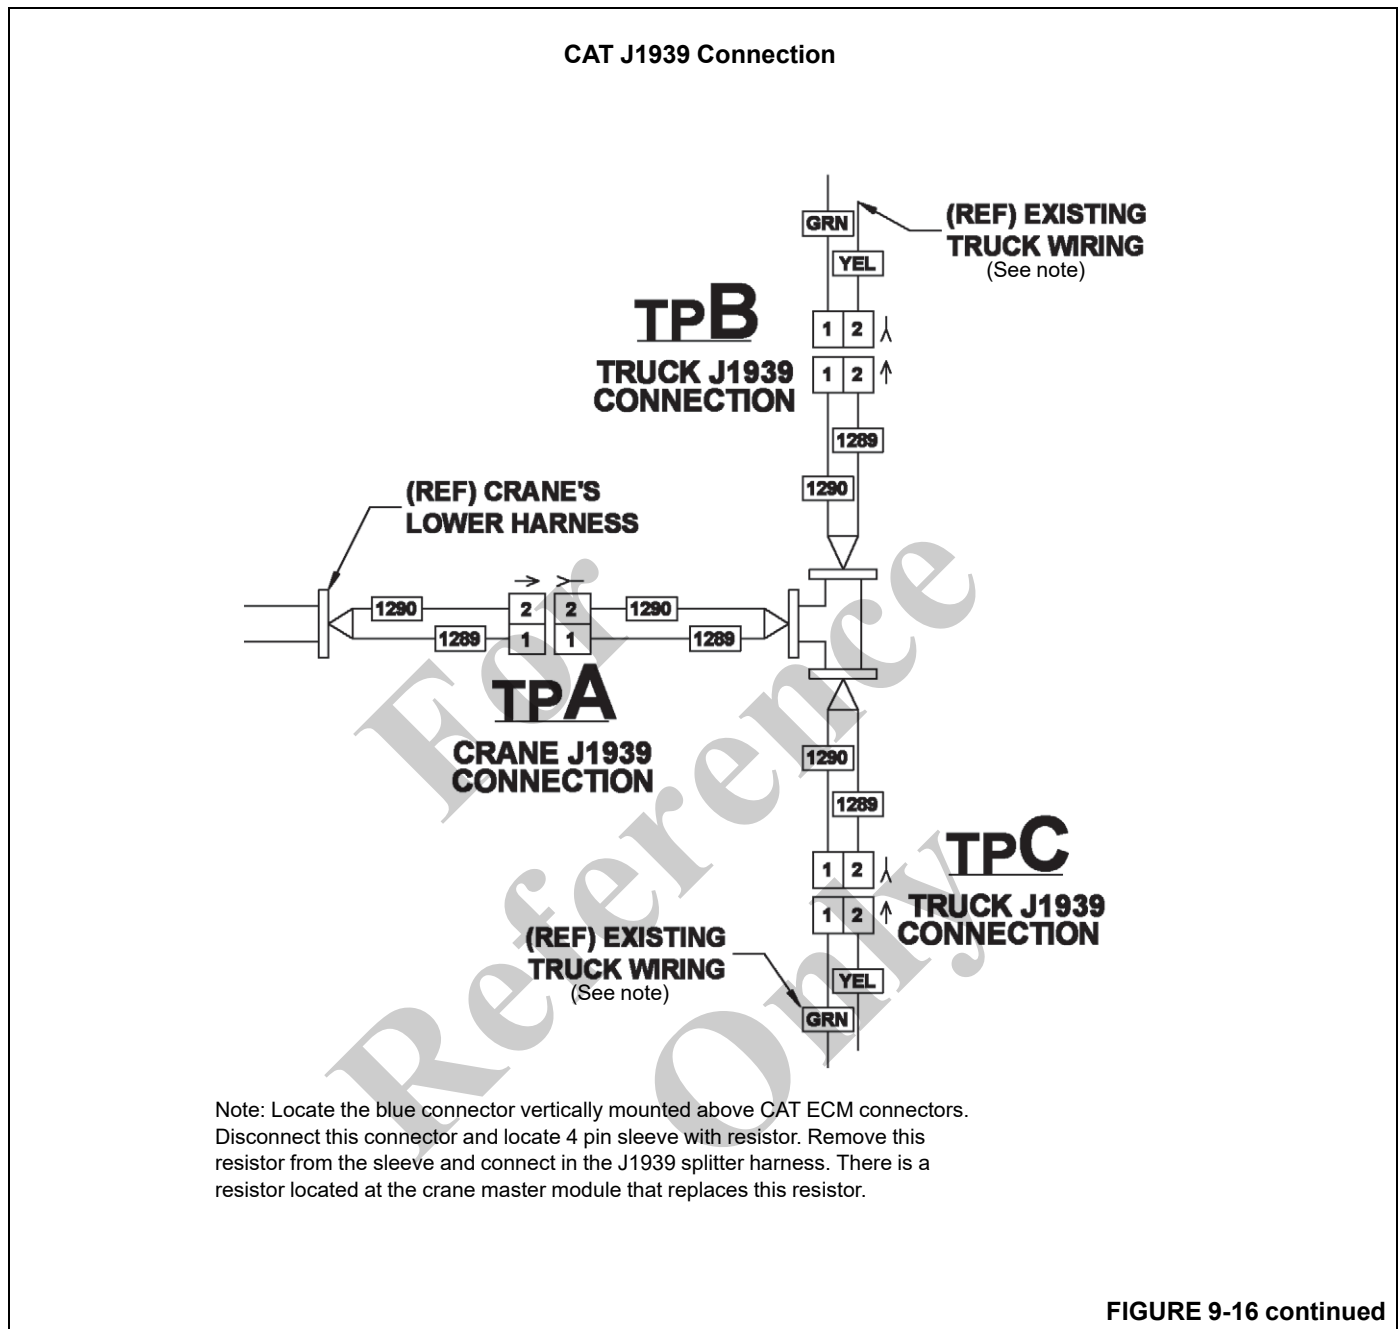 CAT J1939 Connection
GRN
YEL
(REF) EXISTING
TRUCK WIRING
(See note)
TPB
TRUCK J1939
CONNECTION
1 2
1 2
1289
1290
(REF) CRANE'S
LOWER HARNESS
1290
2 2
1290
1289
1 1
1289
TPA
CRANE J1939
CONNECTION
1290
1289
TPC
TRUCK J1939
CONNECTION
1 2
1 2
(REF) EXISTING
TRUCK WIRING
(See note)
YEL
GRN
For
Reference
Only
Note: Locate the blue connector vertically mounted above CAT ECM connectors.
Disconnect this connector and locate 4 pin sleeve with resistor. Remove this
resistor from the sleeve and connect in the J1939 splitter harness. There is a
resistor located at the crane master module that replaces this resistor.
FIGURE 9-16 continued